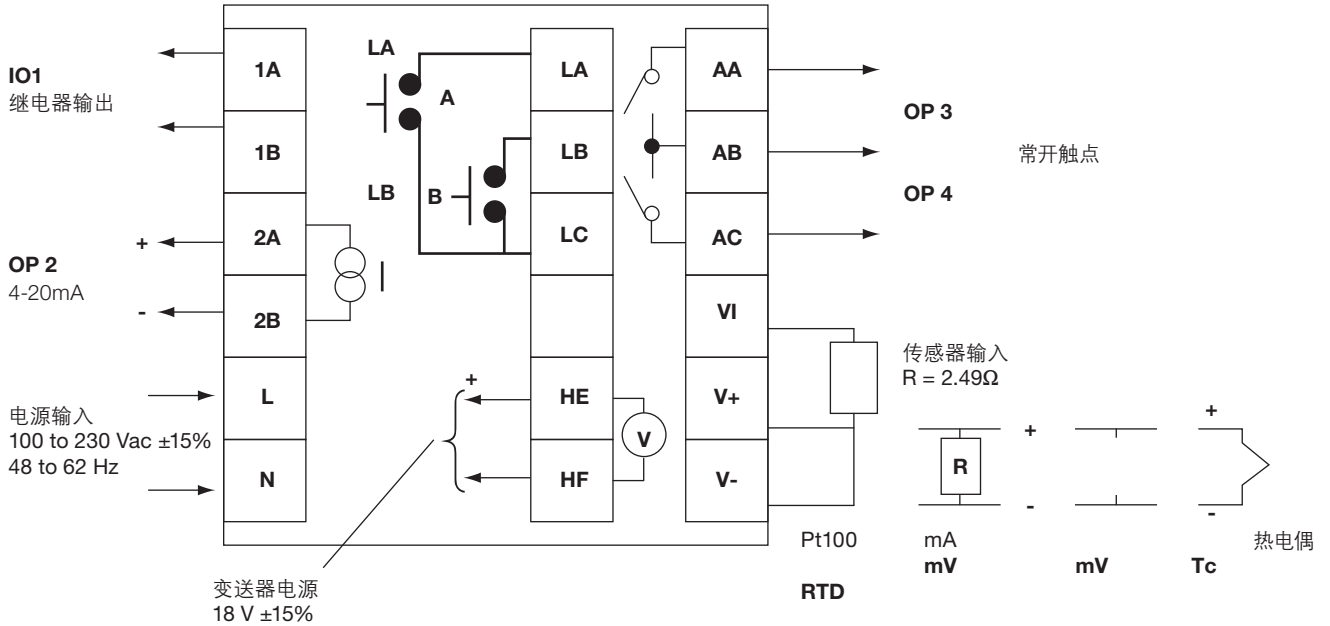 IO1
继电器输出
OP 2
4-20mA
+
-
电源输入
100 to 230 Vac ±15%
48 to 62 Hz
1A
1B
2A
2B
L
N
I
LA
A
LB
B
LA
LB
LC
HE
HF
+
V
变送器电源
18 V ±15%
AA
AB
AC
VI
V+
V-
OP 3
常开触点
OP 4
传感器输入
R = 2.49Ω
R
+
-
+
-
Pt100
RTD
mA
mV
mV
Tc
热电偶